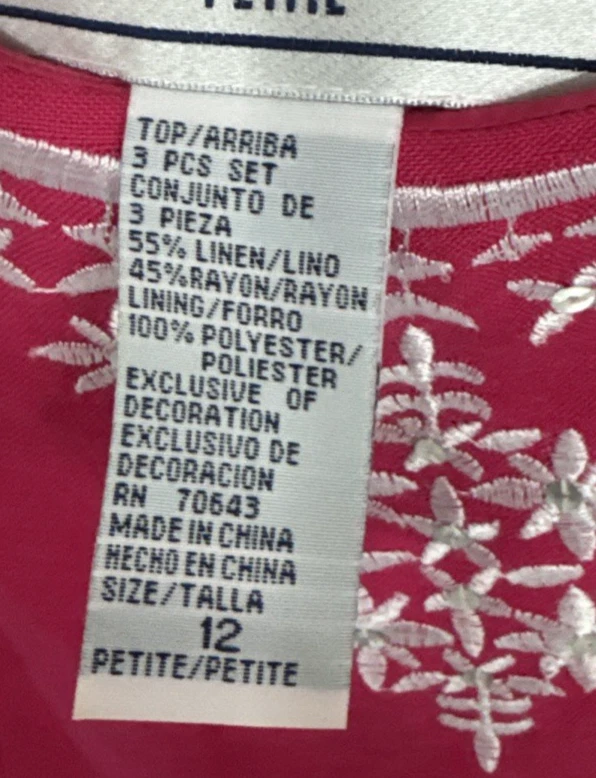 PETITE
TOP/ARRIBA
3 PCS SET
CONJUNTO DE
3 PIEZA
55% LINEN/LINO
45%RAYON/RAYON
LINING/FORRO
100% POLYESTER/
POLIESTER
EXCLUSIVE OF
DECORATION
EXCLUSIVO DE
DECORACION
RN 70643
MADE IN CHINA
HECHO EN CHINA
SIZE/TALLA
12
PETITE/PETITE